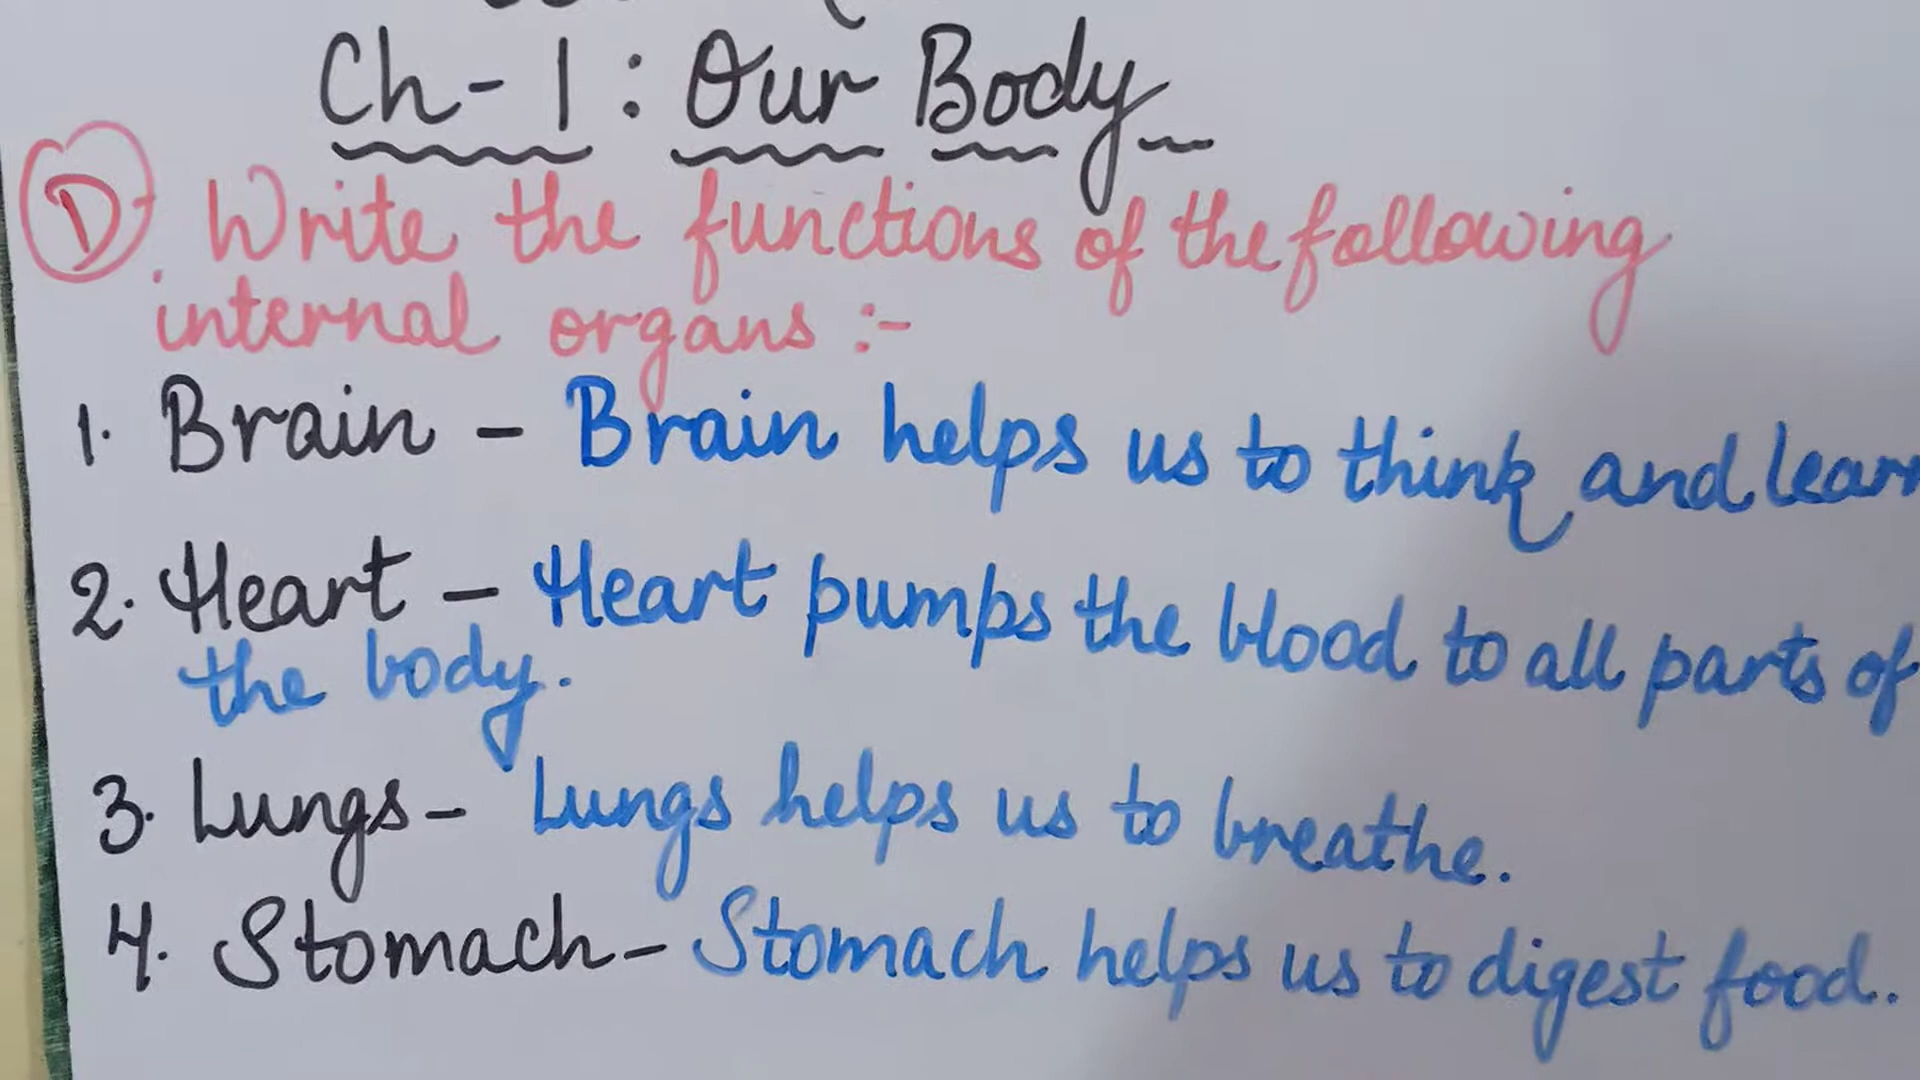 Ch-1: Our Body
D. Write the functions of the following
internal organs :-
1. Brain - Brain helps us to think and learn
2. Heart - Heart pumps the blood to all parts of
the body.
3. Lungs - Lungs helps us to breathe.
4. Stomach - Stomach helps us to digest food.